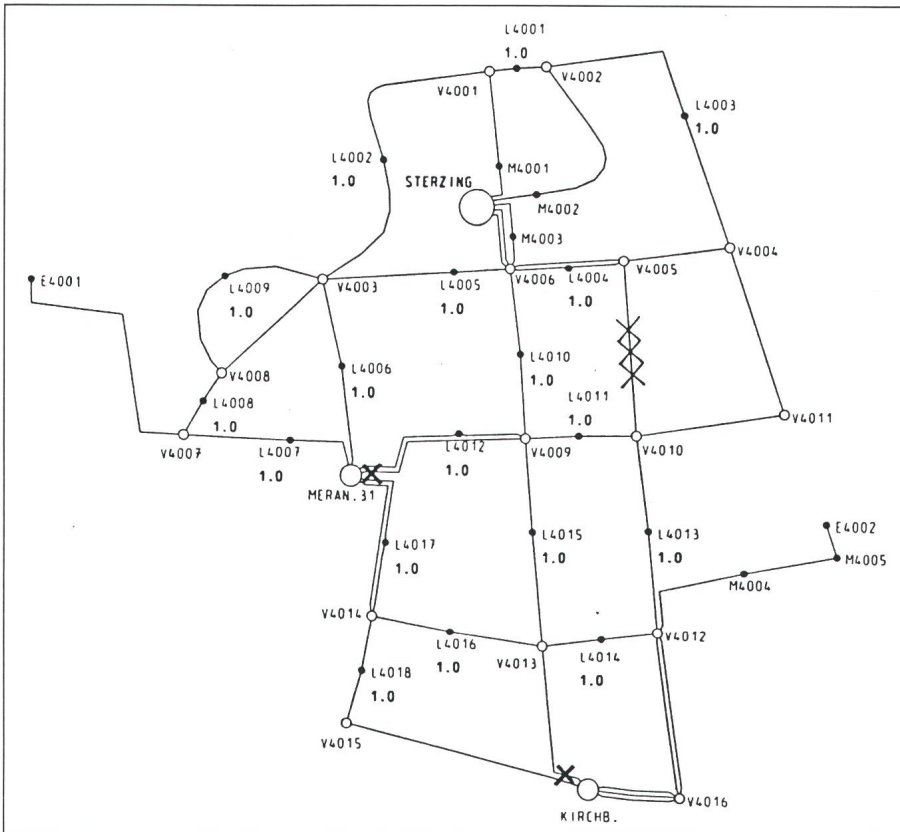 L4001
1.0
V4001
V4002
L4003
1.0
L4002
1.0
STERZING
M4001
M4002
M4003
E4001
L4009
1.0
V4003
L4005
1.0
V4006
L4004
1.0
V4005
V4004
L4006
1.0
L4010
1.0
V4008
L4008
1.0
V4007
L4007
1.0
L4011
1.0
V4011
L4012
1.0
V4009
V4010
MERAN.31
L4017
1.0
L4015
1.0
L4013
1.0
E4002
M4005
M4004
V4014
L4016
1.0
V4013
L4014
1.0
V4012
L4018
1.0
V4015
KIRCHB.
V4016